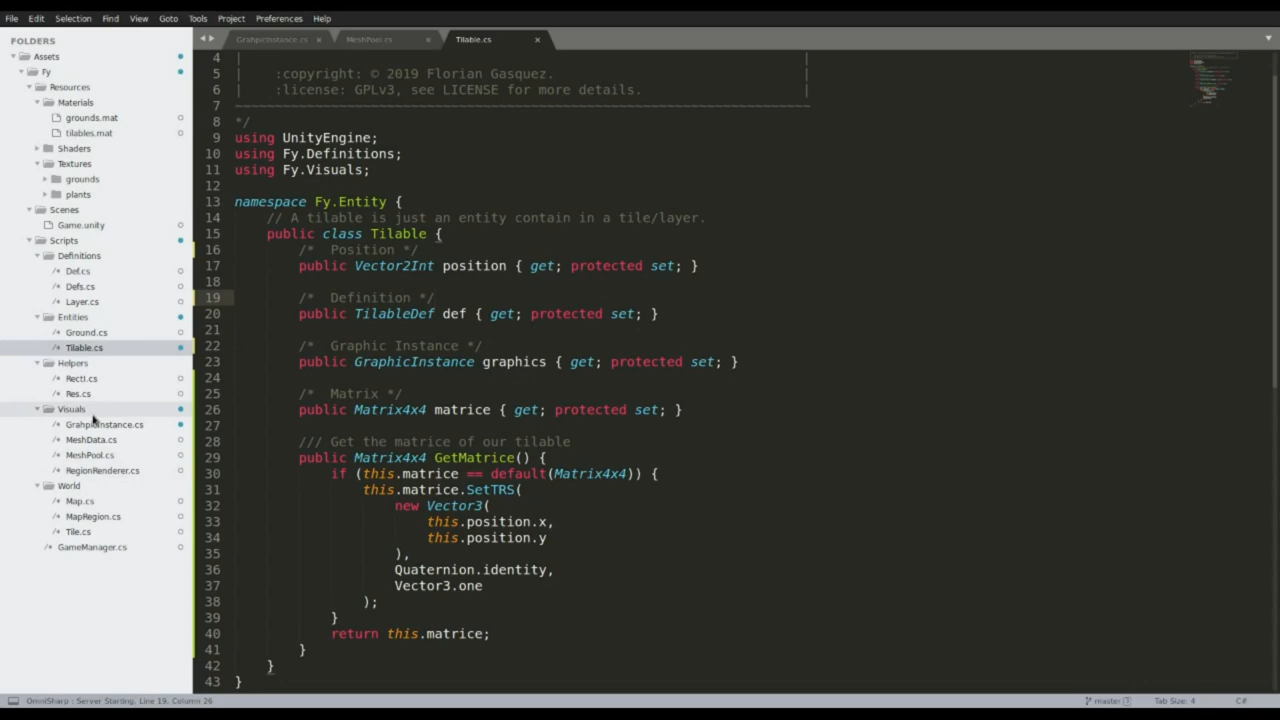 File Edit Selection Find View Goto Tools Project Preferences Help
FOLDERS
Assets
Fy
Resources
Materials
grounds.mat
tilables.mat
Shaders
Textures
grounds
plants
Scenes
Game.unity
Scripts
Definitions
/* Def.cs
/* Defs.cs
/* Layer.cs
Entities
/* Ground.cs
/* Tilable.cs
Helpers
/* RectI.cs
/* Res.cs
Visuals
/* GrahpicInstance.cs
/* MeshData.cs
/* MeshPool.cs
/* RegionRenderer.cs
World
/* Map.cs
/* MapRegion.cs
/* Tile.cs
/* GameManager.cs
GrahpicInstance.cs × MeshPool.cs × Tilable.cs ×
4 | |
5 | :copyright: © 2019 Florian Gasquez. |
6 | :license: GPLv3, see LICENSE for more details. |
7 ~~~~~~~~~~~~~~~~~~~~~~~~~~~~~~~~~~~~~~~~~~~~~~~~~~~~~~~~~~~~~~~~~~~~~~~~
8 */
9 using UnityEngine;
10 using Fy.Definitions;
11 using Fy.Visuals;
12
13 namespace Fy.Entity {
14 // A tilable is just an entity contain in a tile/layer.
15 public class Tilable {
16 /*  Position */
17 public Vector2Int position { get; protected set; }
18
19 /*  Definition */
20 public TilableDef def { get; protected set; }
21
22 /*  Graphic Instance */
23 public GraphicInstance graphics { get; protected set; }
24
25 /*  Matrix */
26 public Matrix4x4 matrice { get; protected set; }
27
28 /// Get the matrice of our tilable
29 public Matrix4x4 GetMatrice() {
30 if (this.matrice == default(Matrix4x4)) {
31 this.matrice.SetTRS(
32 new Vector3(
33 this.position.x,
34 this.position.y
35 ),
36 Quaternion.identity,
37 Vector3.one
38 );
39 }
40 return this.matrice;
41 }
42 }
43 }
OmniSharp : Server Starting, Line 19, Column 26 master ? Tab Size: 4 C#